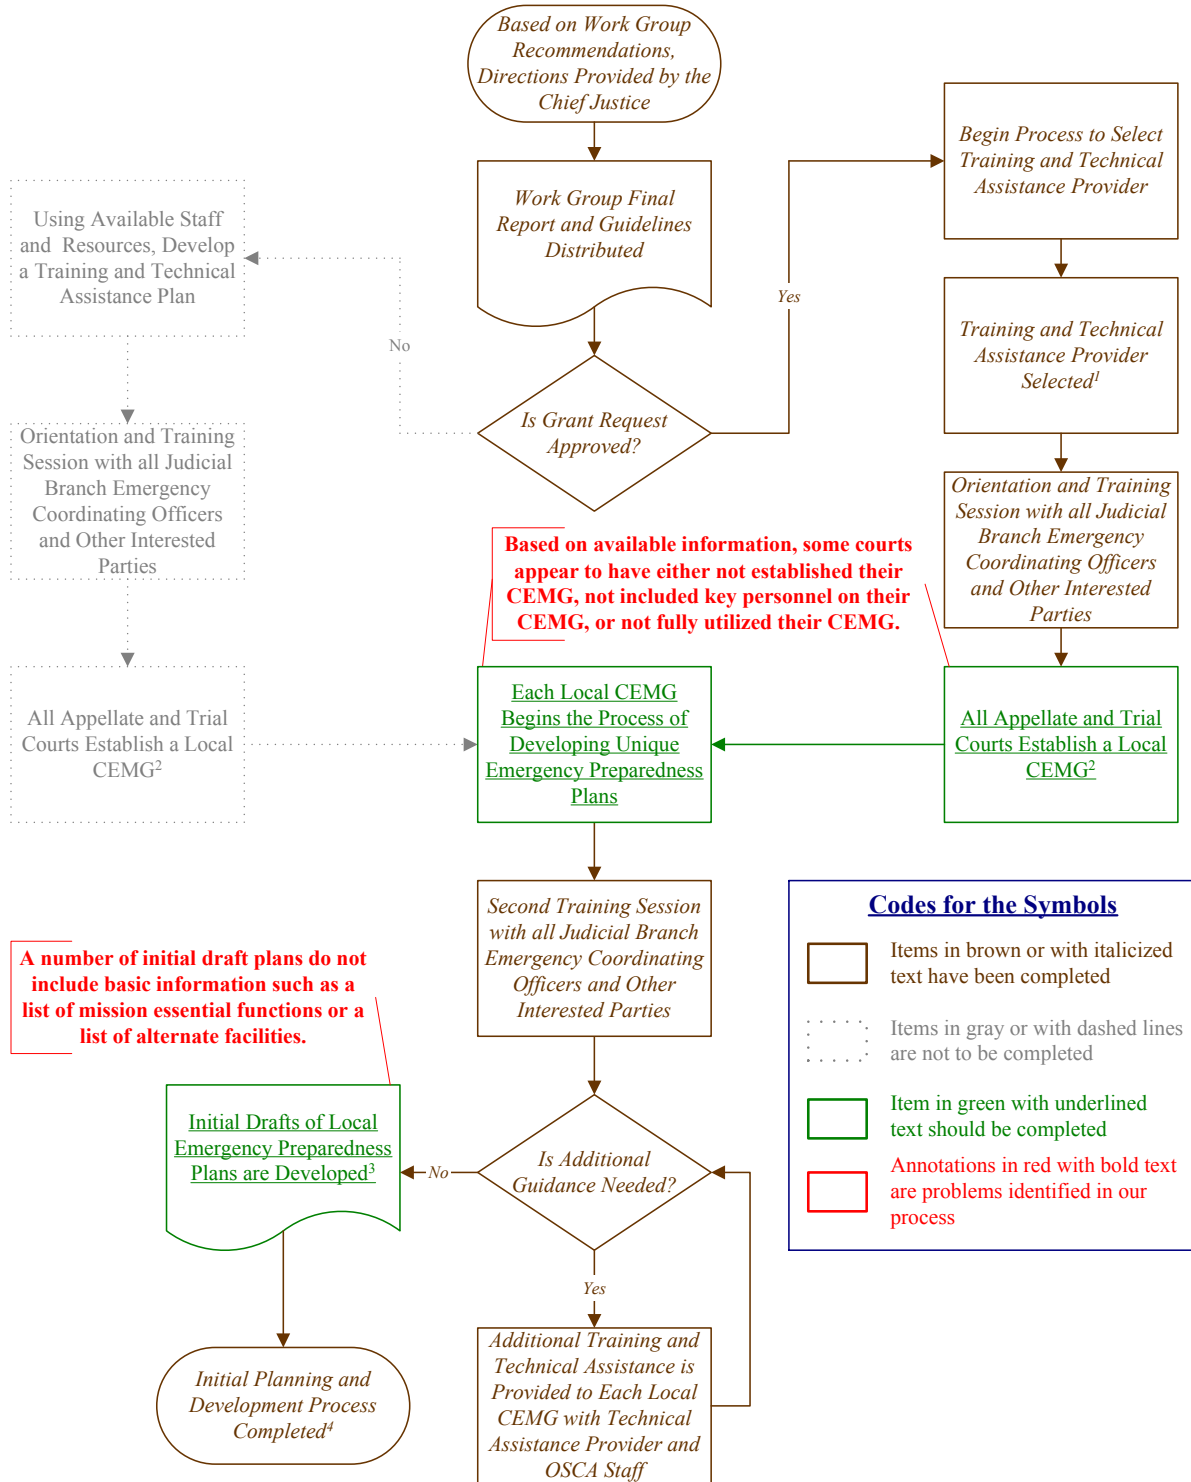 Based on Work Group
Recommendations,
Directions Provided by the
Chief Justice
Begin Process to Select
Training and Technical
Assistance Provider
Work Group Final
Report and Guidelines
Distributed
Using Available Staff
and Resources, Develop
a Training and Technical
Assistance Plan
Yes
No
Training and Technical
Assistance Provider
Selected¹
Is Grant Request
Approved?
Orientation and Training
Session with all Judicial
Branch Emergency
Coordinating Officers
and Other Interested
Parties
Orientation and Training
Session with all Judicial
Branch Emergency
Coordinating Officers
and Other Interested
Parties
Based on available information, some courts
appear to have either not established their
CEMG, not included key personnel on their
CEMG, or not fully utilized their CEMG.
All Appellate and Trial
Courts Establish a Local
CEMG²
Each Local CEMG
Begins the Process of
Developing Unique
Emergency Preparedness
Plans
All Appellate and Trial
Courts Establish a Local
CEMG²
Second Training Session
with all Judicial Branch
Emergency Coordinating
Officers and Other
Interested Parties
Codes for the Symbols
Items in brown or with italicized
text have been completed
Items in gray or with dashed lines
are not to be completed
Item in green with underlined
text should be completed
Annotations in red with bold text
are problems identified in our
process
A number of initial draft plans do not
include basic information such as a
list of mission essential functions or a
list of alternate facilities.
Initial Drafts of Local
Emergency Preparedness
Plans are Developed³
No
Is Additional
Guidance Needed?
Yes
Additional Training and
Technical Assistance is
Provided to Each Local
CEMG with Technical
Assistance Provider and
OSCA Staff
Initial Planning and
Development Process
Completed⁴